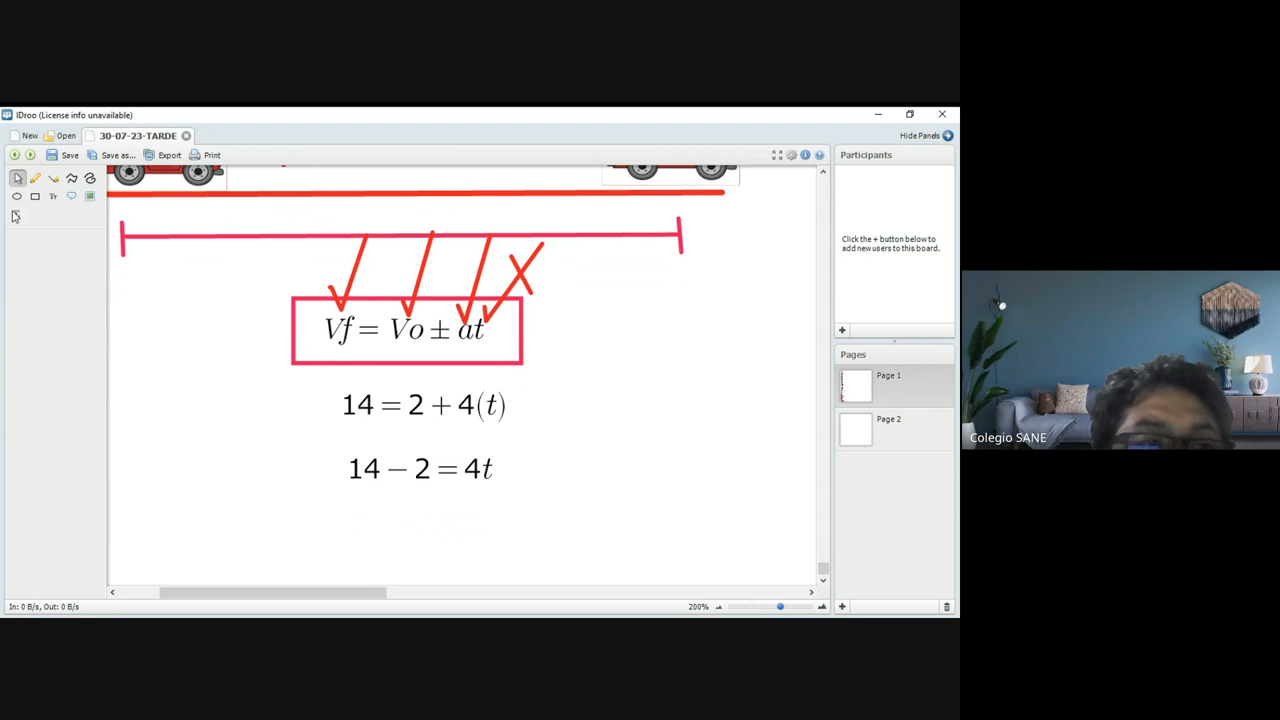 IDroo (License info unavailable)
New Open 30-07-23-TARDE Hide Panels
Save Save as... Export Print
Participants
Click the + button below to
add new users to this board.
Vf = Vo ± at
14 = 2 + 4(t)
14 − 2 = 4t
Pages
Page 1
Page 2
Colegio SANE
In: 0 B/s, Out: 0 B/s 200%